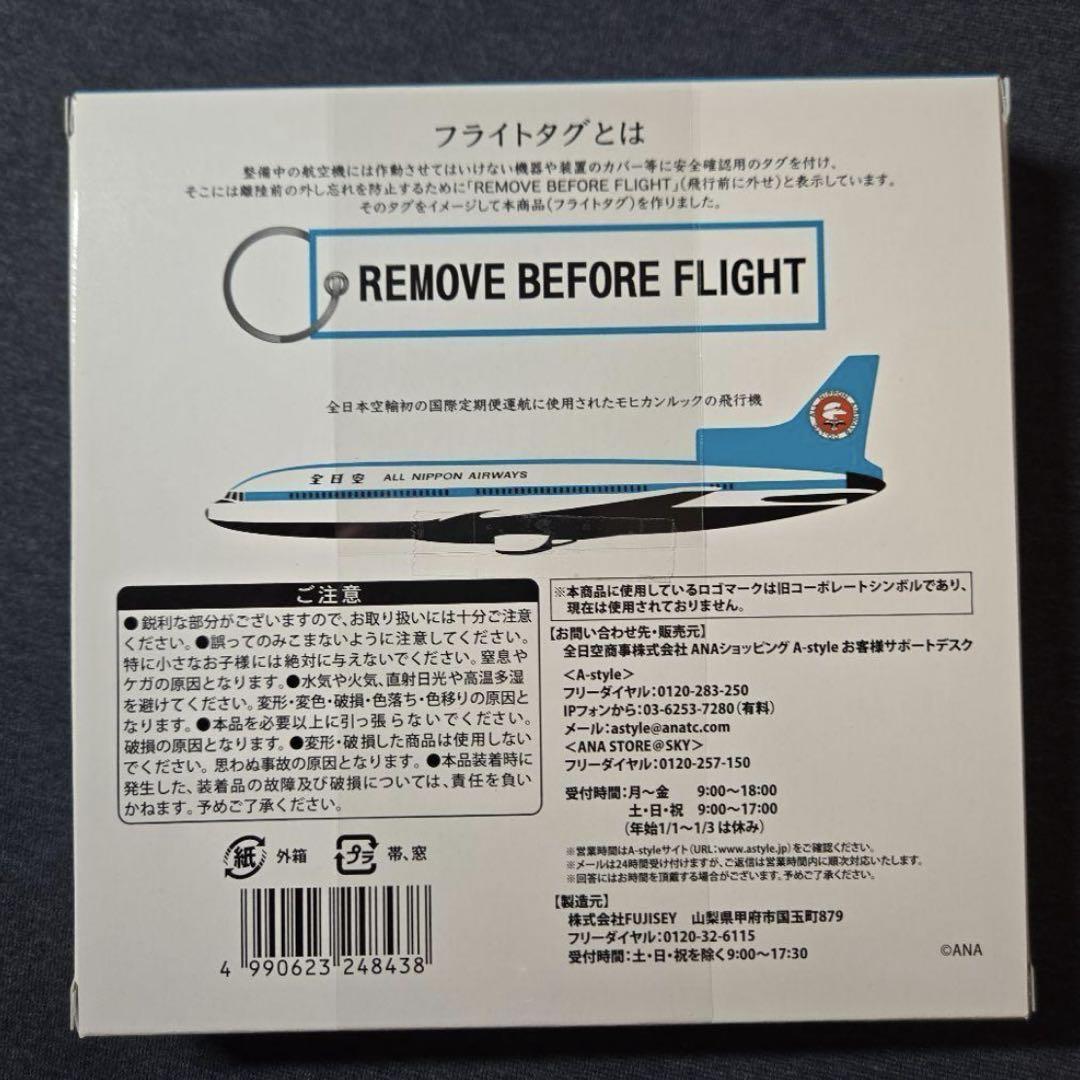 フライトタグとは
整備中の航空機には作動させてはいけない機器や装置のカバー等に安全確認用のタグを付け、
そこには離陸前の外し忘れを防止するために「REMOVE BEFORE FLIGHT」(飛行前に外せ)と表示しています。
そのタグをイメージして本商品(フライトタグ)を作りました。
REMOVE BEFORE FLIGHT
全日本空輸初の国際定期便運航に使用されたモヒカンルックの飛行機
全日空 ALL NIPPON AIRWAYS
ご注意
●鋭利な部分がございますので、お取り扱いには十分ご注意
ください。●誤ってのみこまないように注意してください。
特に小さなお子様には絶対に与えないでください。窒息や
ケガの原因となります。●水気や火気、直射日光や高温多湿
を避けてください。変形・変色・破損・色落ち・色移りの原因と
なります。●本品を必要以上に引っ張らないでください。
破損の原因となります。●変形・破損した商品は使用しない
でください。思わぬ事故の原因となります。●本品装着時に
発生した、装着品の故障及び破損については、責任を負い
かねます。予めご了承ください。
紙 外箱 プラ 帯、窓
4 990623 248438
※本商品に使用しているロゴマークは旧コーポレートシンボルであり、
現在は使用されておりません。
【お問い合わせ先・販売元】
全日空商事株式会社 ANAショッピング A-style お客様サポートデスク
<A-style>
フリーダイヤル:0120-283-250
IPフォンから:03-6253-7280(有料)
メール:astyle@anatc.com
<ANA STORE@SKY>
フリーダイヤル:0120-257-150
受付時間:月〜金 9:00〜18:00
土・日・祝 9:00〜17:00
(年始1/1〜1/3は休み)
※営業時間はA-styleサイト(URL:www.astyle.jp)をご確認ください。
※メールは24時間受け付けますが、ご返信は営業時間内に順次対応いたします。
※回答にはお時間を頂戴する場合がございます。予めご了承ください。
【製造元】
株式会社FUJISEY 山梨県甲府市国玉町879
フリーダイヤル:0120-32-6115
受付時間:土・日・祝を除く9:00〜17:30
©ANA